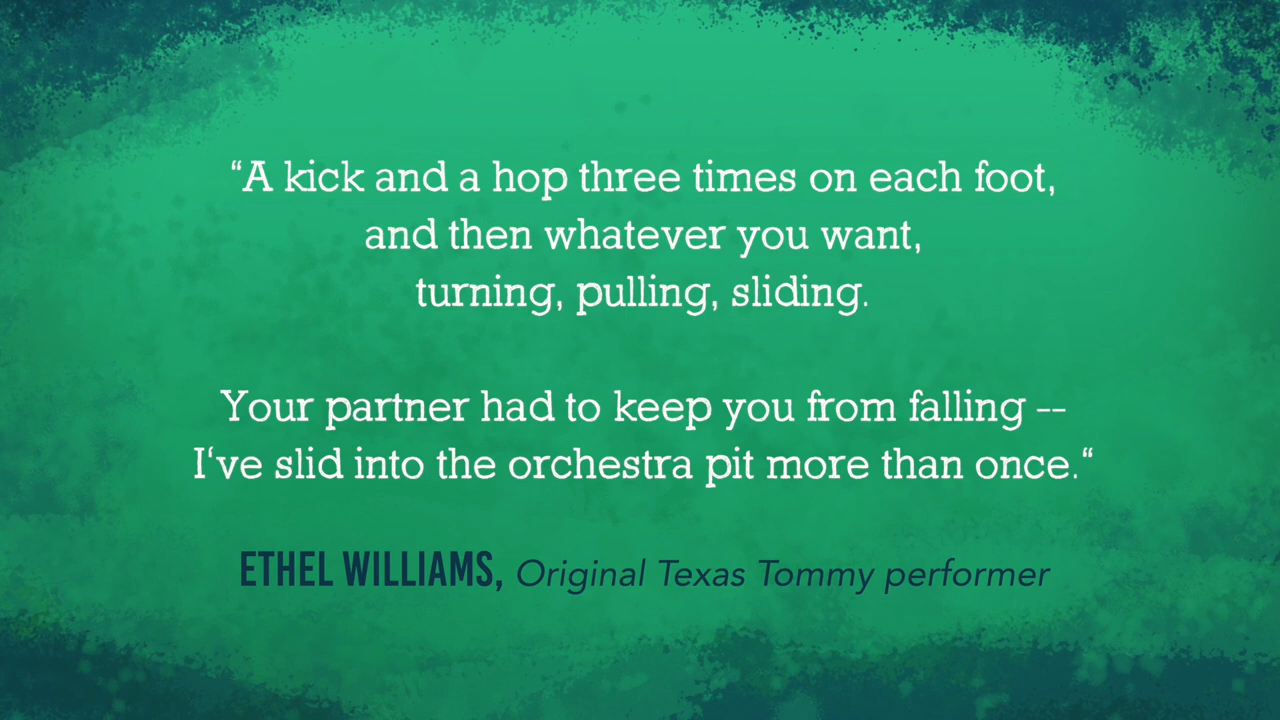 “A kick and a hop three times on each foot,
and then whatever you want,
turning, pulling, sliding.
Your partner had to keep you from falling --
I‘ve slid into the orchestra pit more than once.“
ETHEL WILLIAMS, Original Texas Tommy performer